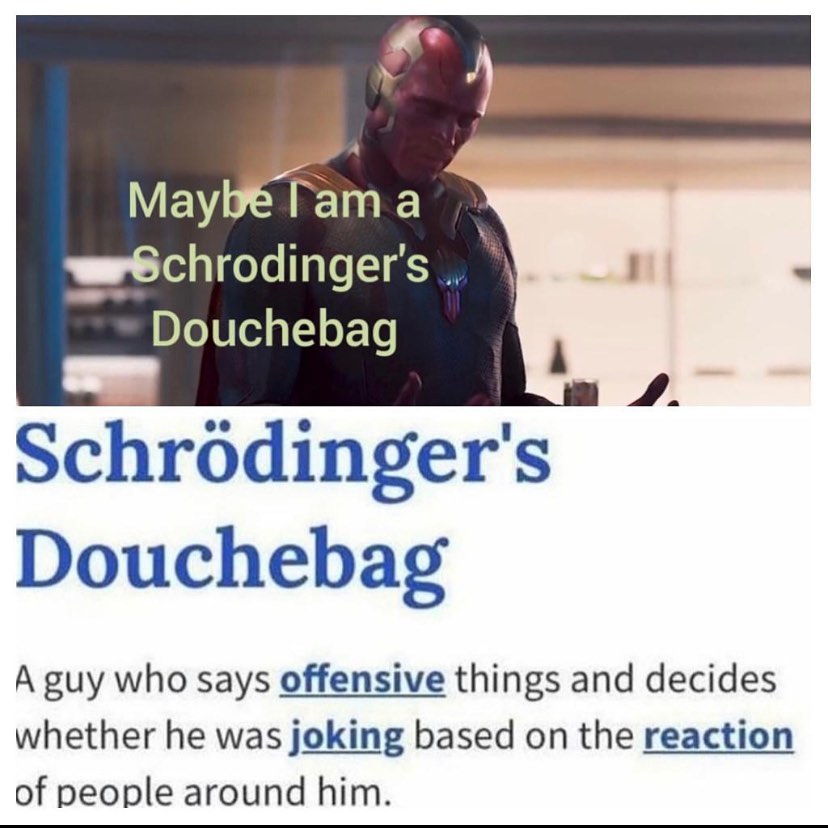 Maybe I am a
Schrodinger's
Douchebag
Schrödinger's
Douchebag
A guy who says offensive things and decides
whether he was joking based on the reaction
of people around him.